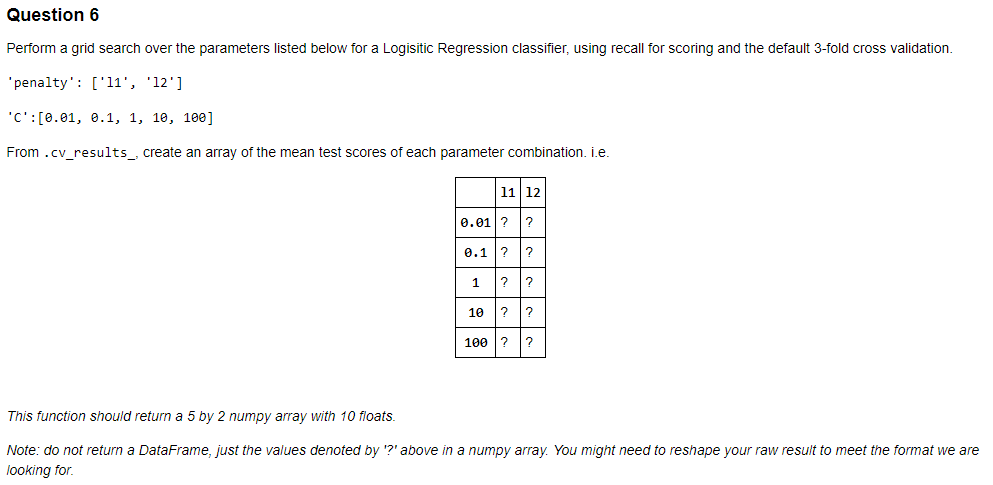 Question 6
Perform a grid search over the parameters listed below for a Logisitic Regression classifier, using recall for scoring and the default 3-fold cross validation.
'penalty': ['l1', 'l2']
'C':[0.01, 0.1, 1, 10, 100]
From .cv_results_, create an array of the mean test scores of each parameter combination. i.e.
l1 l2
0.01 ? ?
0.1 ? ?
1 ? ?
10 ? ?
100 ? ?
This function should return a 5 by 2 numpy array with 10 floats.
Note: do not return a DataFrame, just the values denoted by '?' above in a numpy array. You might need to reshape your raw result to meet the format we are
looking for.